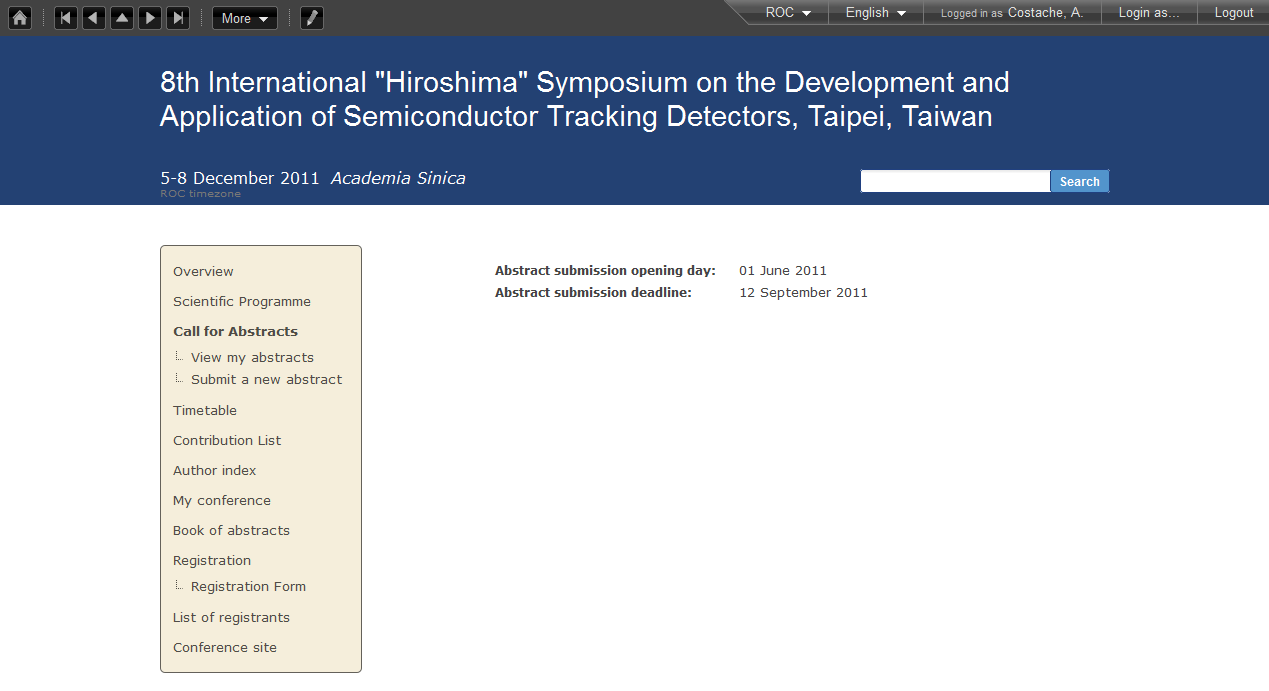 More
ROC
English
Logged in as Costache, A.
Login as...
Logout
8th International "Hiroshima" Symposium on the Development and
Application of Semiconductor Tracking Detectors, Taipei, Taiwan
5-8 December 2011 Academia Sinica
ROC timezone
Search
Overview
Scientific Programme
Call for Abstracts
View my abstracts
Submit a new abstract
Timetable
Contribution List
Author index
My conference
Book of abstracts
Registration
Registration Form
List of registrants
Conference site
Abstract submission opening day: 01 June 2011
Abstract submission deadline: 12 September 2011